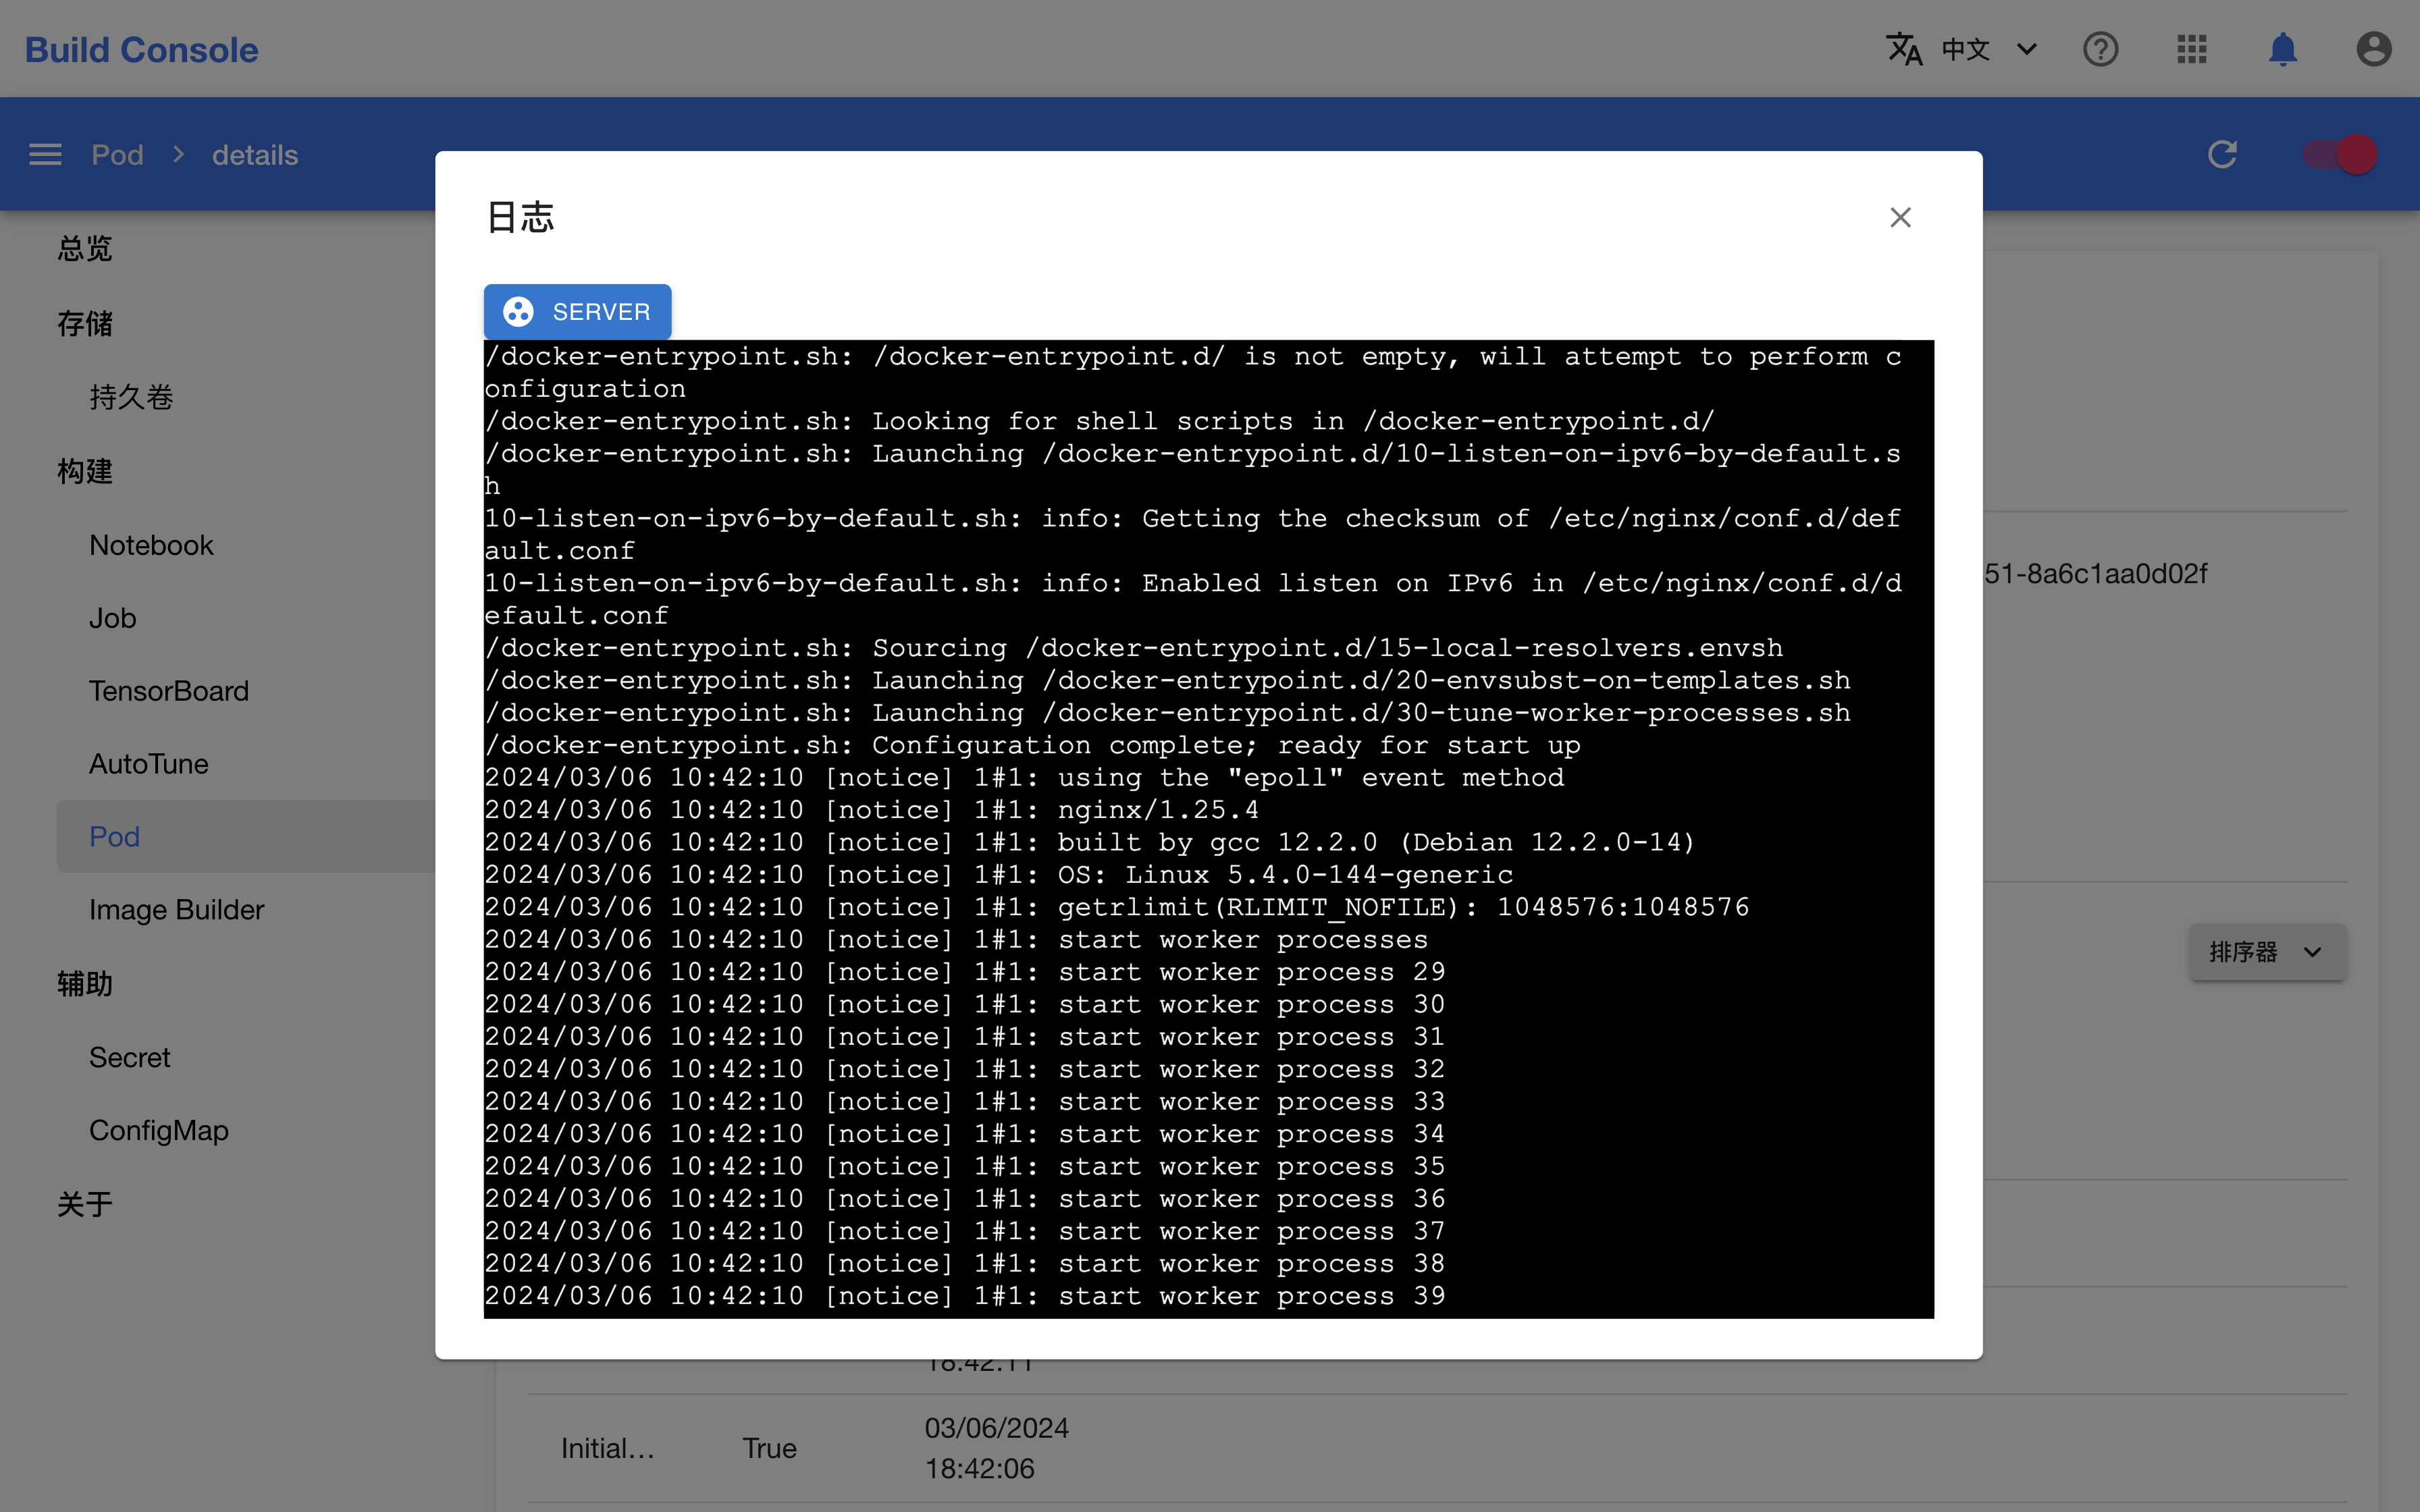 Build Console
中文
Pod
details
总览
存储
持久卷
构建
Notebook
Job
TensorBoard
AutoTune
Pod
Image Builder
辅助
Secret
ConfigMap
关于
日志
SERVER
/docker-entrypoint.sh: /docker-entrypoint.d/ is not empty, will attempt to perform c
onfiguration
/docker-entrypoint.sh: Looking for shell scripts in /docker-entrypoint.d/
/docker-entrypoint.sh: Launching /docker-entrypoint.d/10-listen-on-ipv6-by-default.s
h
10-listen-on-ipv6-by-default.sh: info: Getting the checksum of /etc/nginx/conf.d/def
ault.conf
10-listen-on-ipv6-by-default.sh: info: Enabled listen on IPv6 in /etc/nginx/conf.d/d
efault.conf
/docker-entrypoint.sh: Sourcing /docker-entrypoint.d/15-local-resolvers.envsh
/docker-entrypoint.sh: Launching /docker-entrypoint.d/20-envsubst-on-templates.sh
/docker-entrypoint.sh: Launching /docker-entrypoint.d/30-tune-worker-processes.sh
/docker-entrypoint.sh: Configuration complete; ready for start up
2024/03/06 10:42:10 [notice] 1#1: using the "epoll" event method
2024/03/06 10:42:10 [notice] 1#1: nginx/1.25.4
2024/03/06 10:42:10 [notice] 1#1: built by gcc 12.2.0 (Debian 12.2.0-14)
2024/03/06 10:42:10 [notice] 1#1: OS: Linux 5.4.0-144-generic
2024/03/06 10:42:10 [notice] 1#1: getrlimit(RLIMIT_NOFILE): 1048576:1048576
2024/03/06 10:42:10 [notice] 1#1: start worker processes
2024/03/06 10:42:10 [notice] 1#1: start worker process 29
2024/03/06 10:42:10 [notice] 1#1: start worker process 30
2024/03/06 10:42:10 [notice] 1#1: start worker process 31
2024/03/06 10:42:10 [notice] 1#1: start worker process 32
2024/03/06 10:42:10 [notice] 1#1: start worker process 33
2024/03/06 10:42:10 [notice] 1#1: start worker process 34
2024/03/06 10:42:10 [notice] 1#1: start worker process 35
2024/03/06 10:42:10 [notice] 1#1: start worker process 36
2024/03/06 10:42:10 [notice] 1#1: start worker process 37
2024/03/06 10:42:10 [notice] 1#1: start worker process 38
2024/03/06 10:42:10 [notice] 1#1: start worker process 39
51-8a6c1aa0d02f
排序器
18:42:11
Initial...
True
03/06/2024
18:42:06